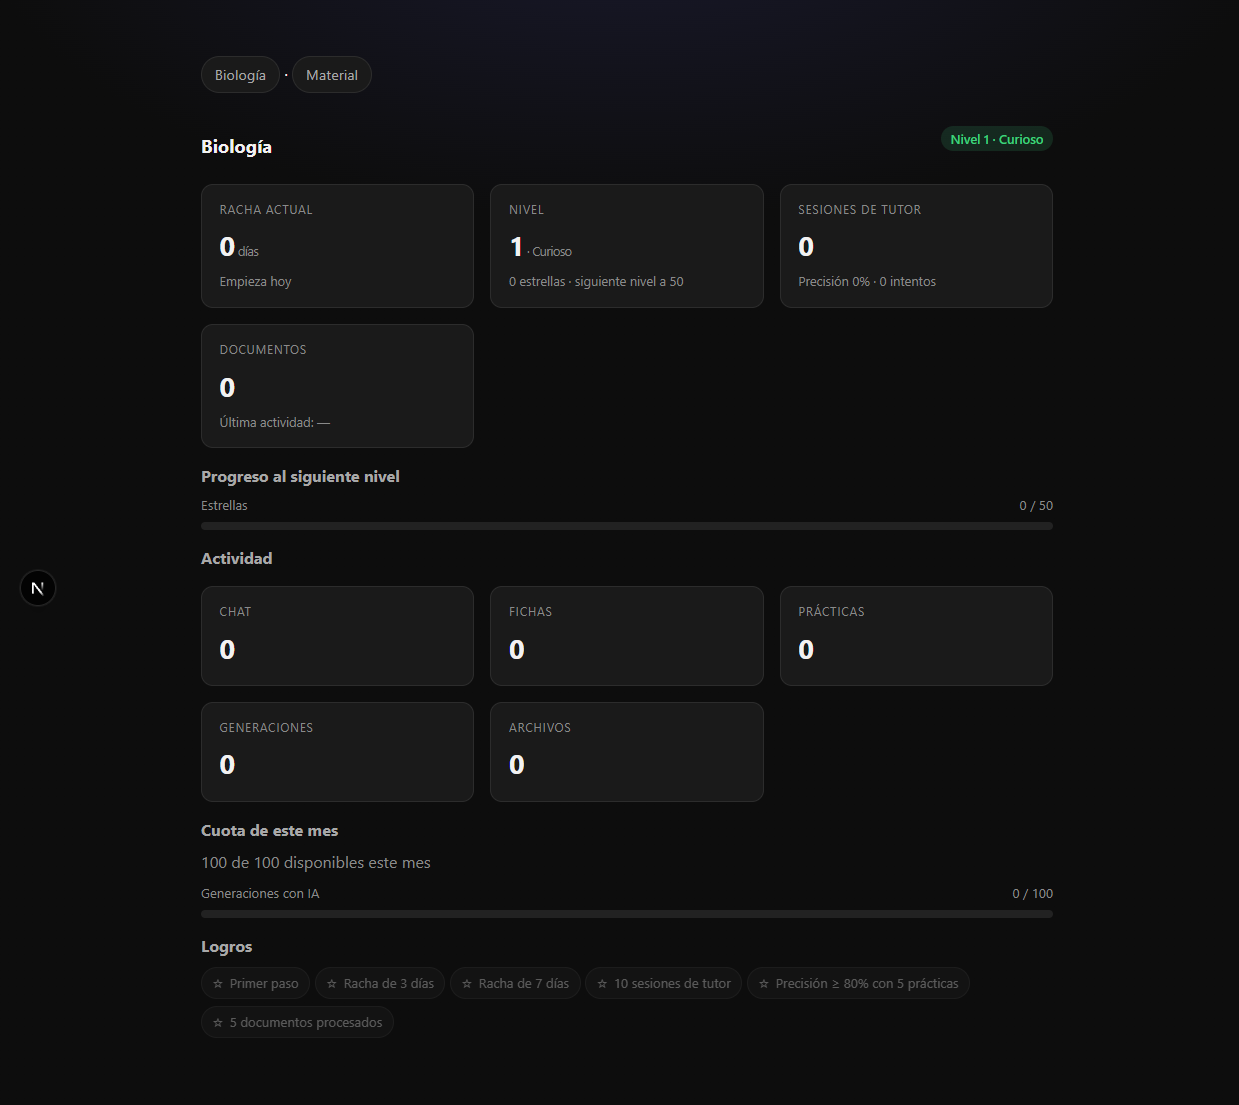 Biología · Material
Biología
Nivel 1 · Curioso
RACHA ACTUAL
0 días
Empieza hoy
NIVEL
1 · Curioso
0 estrellas · siguiente nivel a 50
SESIONES DE TUTOR
0
Precisión 0% · 0 intentos
DOCUMENTOS
0
Última actividad: —
Progreso al siguiente nivel
Estrellas 0 / 50
Actividad
CHAT
0
FICHAS
0
PRÁCTICAS
0
GENERACIONES
0
ARCHIVOS
0
Cuota de este mes
100 de 100 disponibles este mes
Generaciones con IA 0 / 100
Logros
☆ Primer paso ☆ Racha de 3 días ☆ Racha de 7 días ☆ 10 sesiones de tutor ☆ Precisión ≥ 80% con 5 prácticas
☆ 5 documentos procesados
N